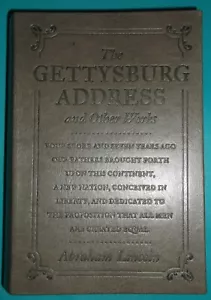 The
GETTYSBURG
ADDRESS
and Other Works
FOUR SCORE AND SEVEN YEARS AGO
OUR FATHERS BROUGHT FORTH
UPON THIS CONTINENT,
A NEW NATION, CONCEIVED IN
LIBERTY, AND DEDICATED TO
THE PROPOSITION THAT ALL MEN
ARE CREATED EQUAL.
Abraham Lincoln